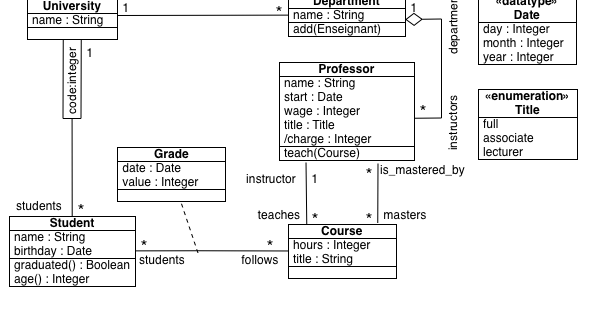 University
name : String
1
*
Department
name : String
add(Enseignant)
1
department
«datatype»
Date
day : Integer
month : Integer
year : Integer
code:integer
1
Professor
name : String
start : Date
wage : Integer
title : Title
/charge : Integer
teach(Course)
*
instructors
«enumeration»
Title
full
associate
lecturer
Grade
date : Date
value : Integer
instructor
1
*
is_mastered_by
students
*
teaches
*
*
masters
Student
name : String
birthday : Date
graduated() : Boolean
age() : Integer
*
students
*
follows
Course
hours : Integer
title : String